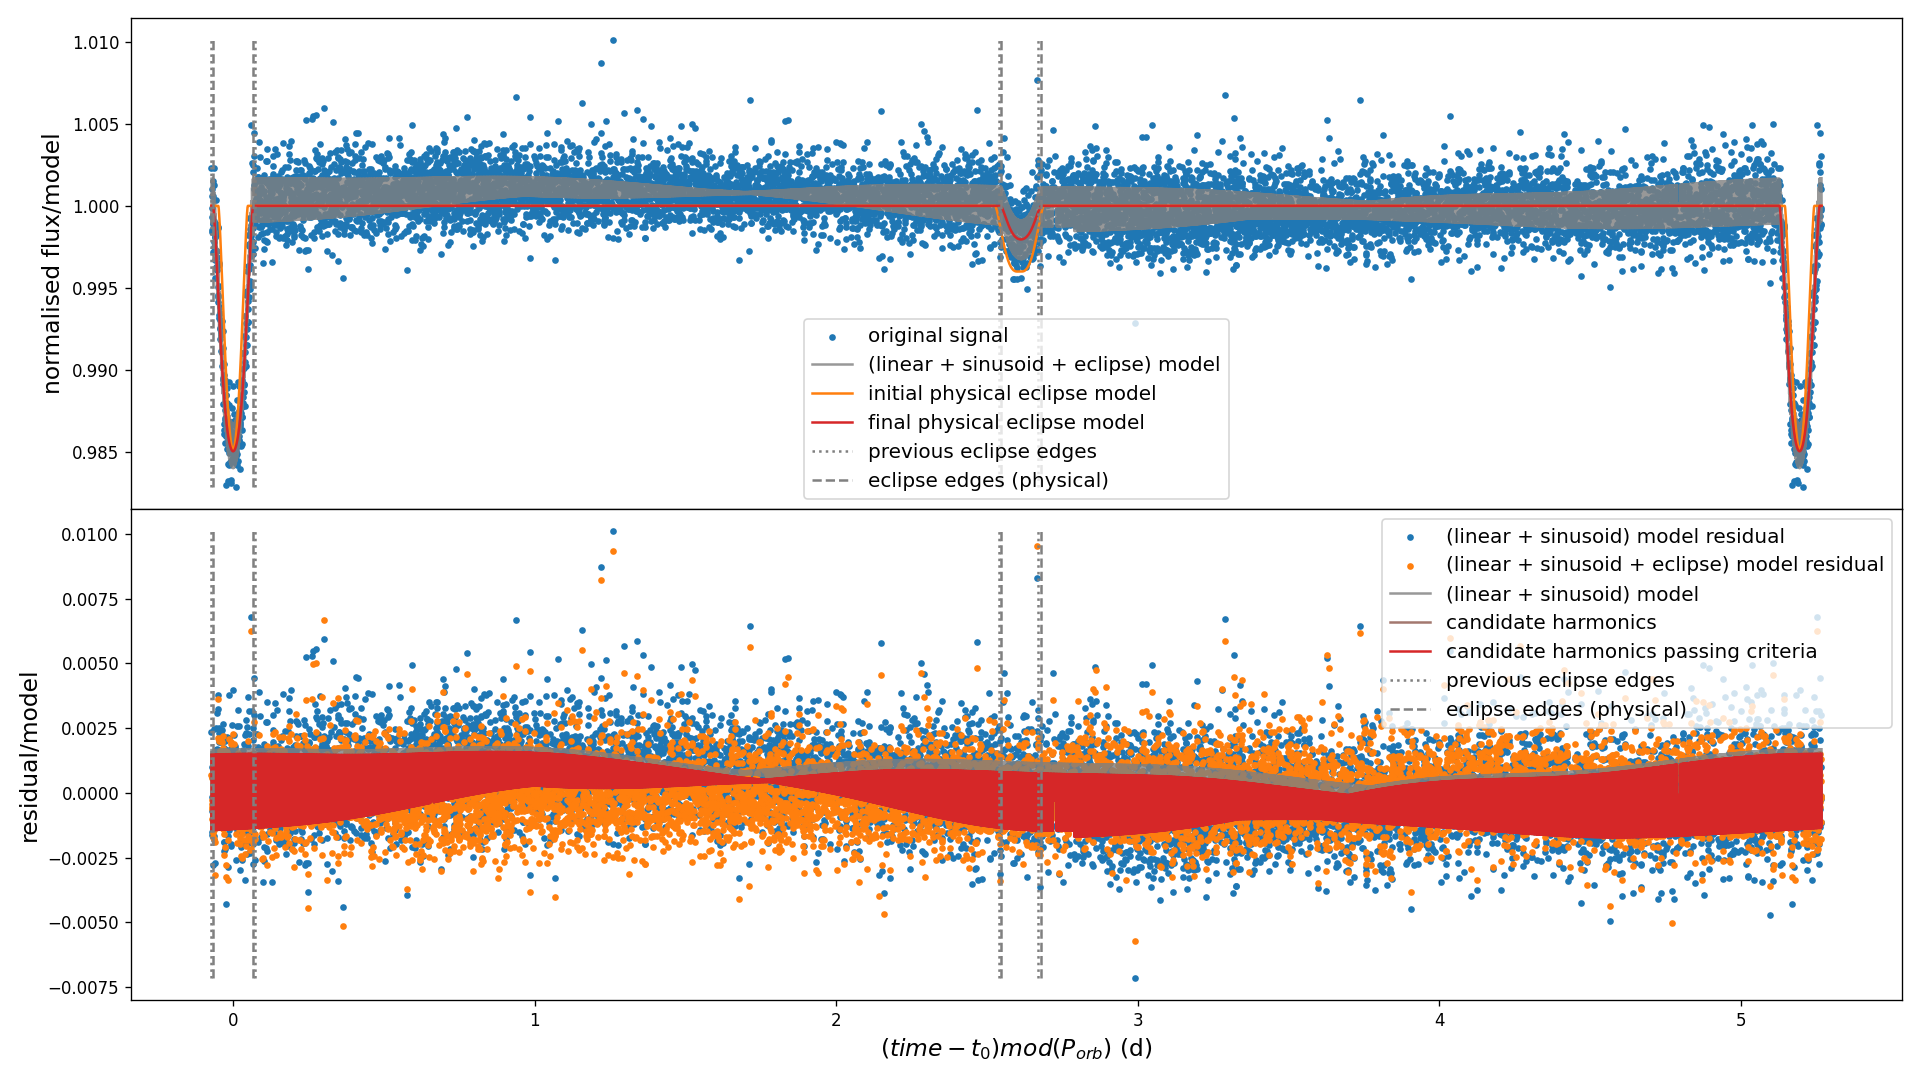 normalised flux/model
1.010
1.005
1.000
0.995
0.990
0.985
original signal
(linear + sinusoid + eclipse) model
initial physical eclipse model
final physical eclipse model
previous eclipse edges
eclipse edges (physical)
residual/model
0.0100
0.0075
0.0050
0.0025
0.0000
−0.0025
−0.0050
−0.0075
(linear + sinusoid) model residual
(linear + sinusoid + eclipse) model residual
(linear + sinusoid) model
candidate harmonics
candidate harmonics passing criteria
previous eclipse edges
eclipse edges (physical)
0 1 2 3 4 5
(time − t₀)mod(Pₒᵣb) (d)